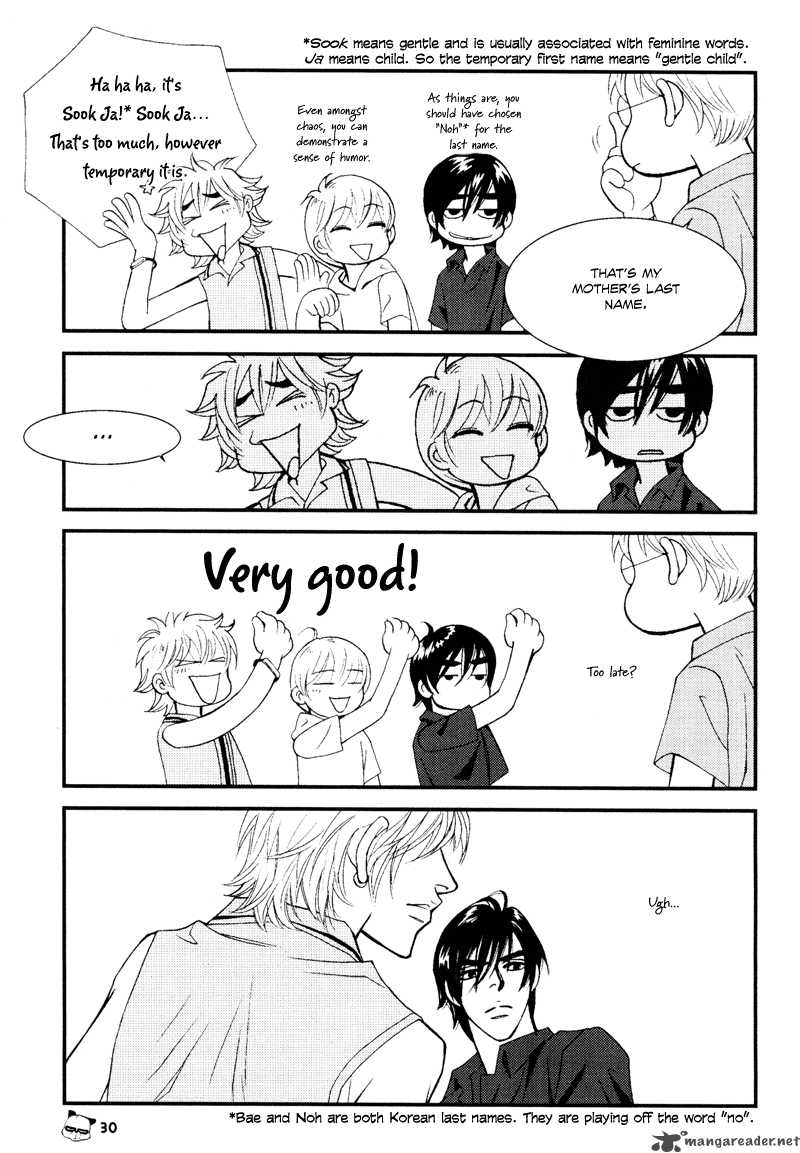 *Sook means gentle and is usually associated with feminine words.
Ja means child. So the temporary first name means "gentle child".
Ha ha ha, it's
Sook Ja!* Sook Ja...
That's too much, however
temporary it is.
Even amongst
chaos, you can
demonstrate a
sense of humor.
As things are, you
should have chosen
"Noh"* for the
last name.
THAT'S MY
MOTHER'S LAST
NAME.
...
Very good!
Too late?
Ugh...
*Bae and Noh are both Korean last names. They are playing off the word "no".
30
mangareader.net